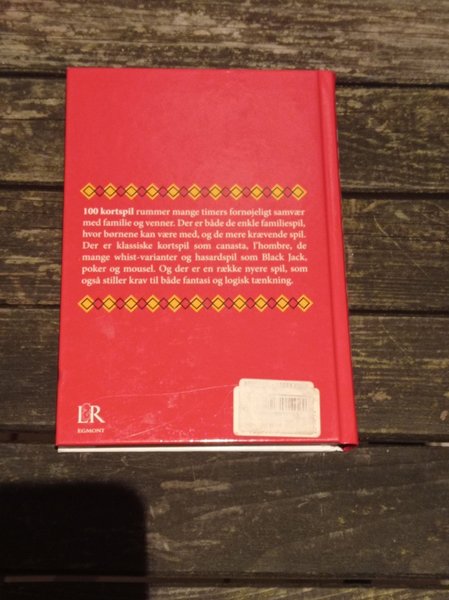 100 kortspil rummer mange timers fornøjeligt samvær
med familie og venner. Der er både de enkle familiespil,
hvor børnene kan være med, og de mere krævende spil.
Der er klassiske kortspil som canasta, l'hombre, de
mange whist-varianter og hasardspil som Black Jack,
poker og mousel. Og der er en række nyere spil, som
også stiller krav til både fantasi og logisk tænkning.
L&R
EGMONT